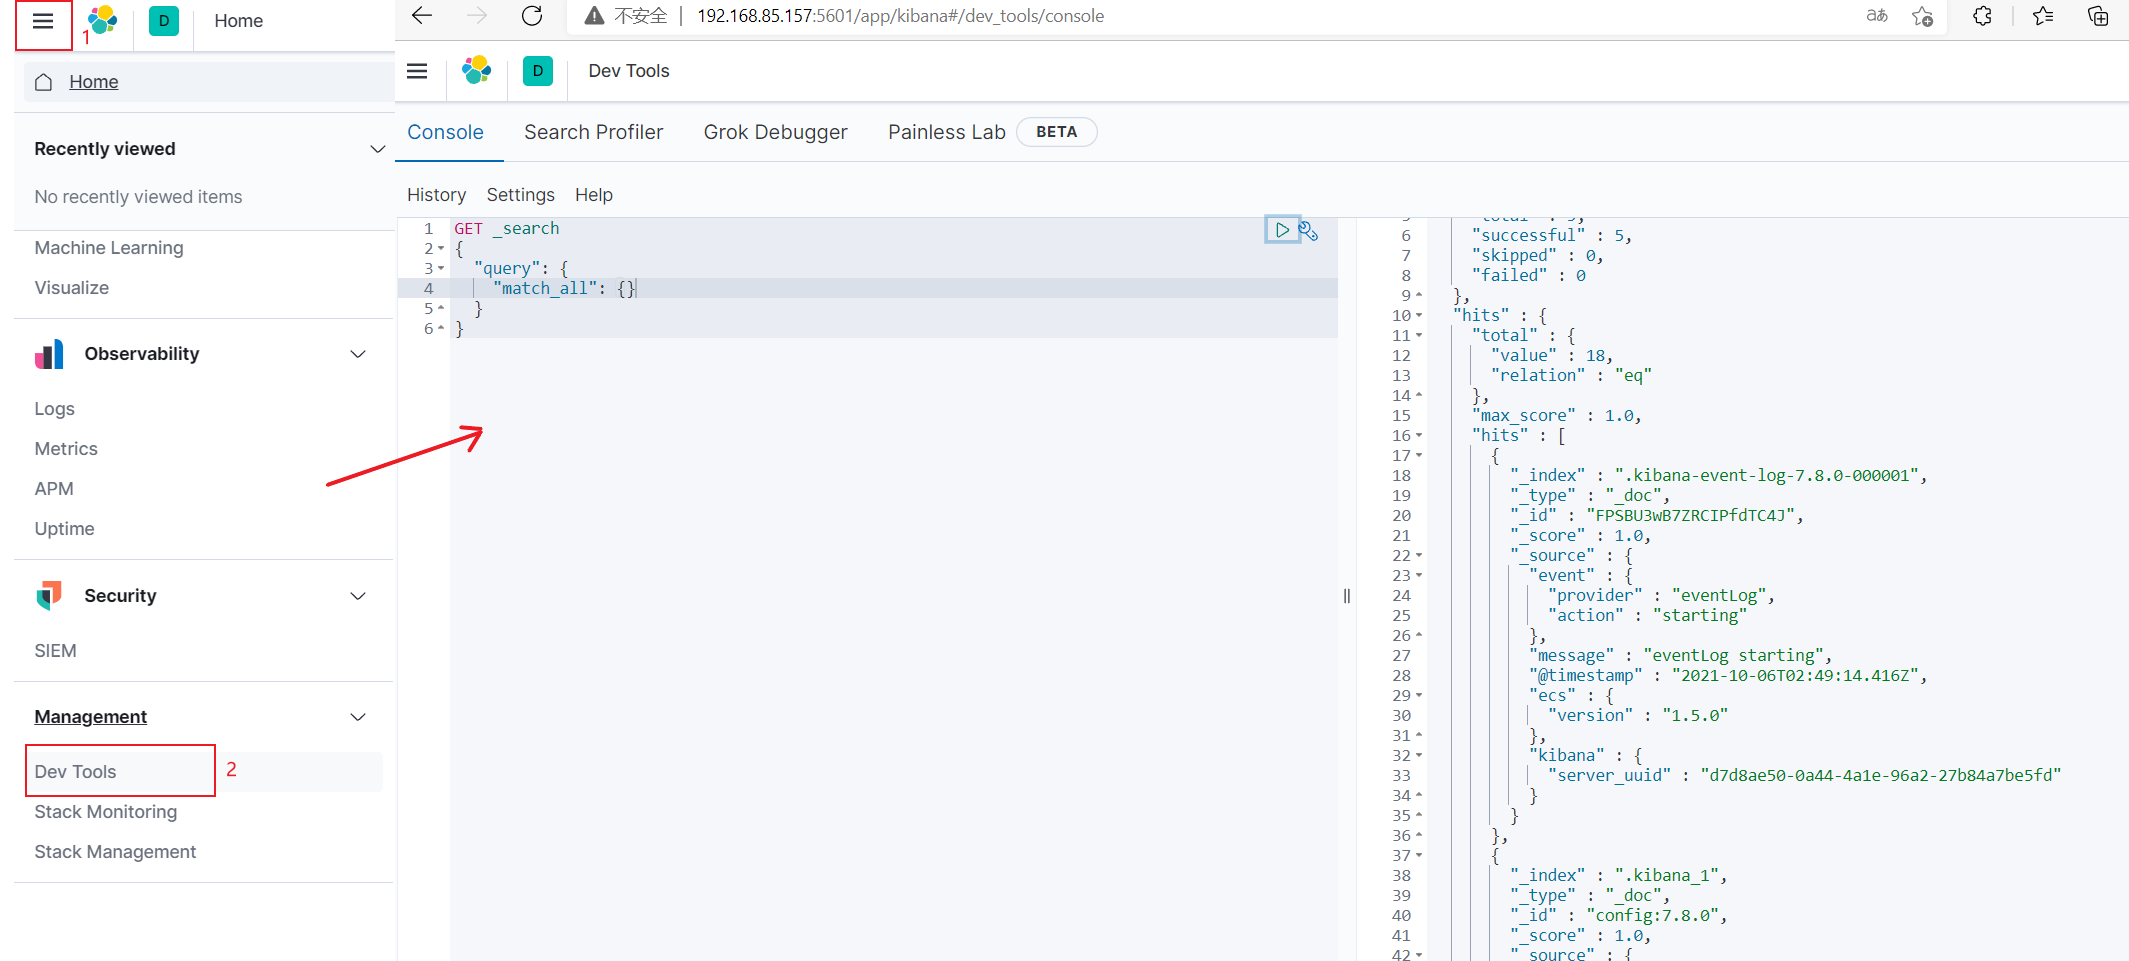 1
D
Home
Home
Recently viewed
No recently viewed items
Machine Learning
Visualize
Observability
Logs
Metrics
APM
Uptime
Security
SIEM
Management
Dev Tools
2
Stack Monitoring
Stack Management
不安全 | 192.168.85.157:5601/app/kibana#/dev_tools/console
aあ
D
Dev Tools
Console Search Profiler Grok Debugger Painless Lab BETA
History Settings Help
1 GET _search
2 {
3 "query": {
4 "match_all": {}
5 }
6 }
6 "successful" : 5,
7 "skipped" : 0,
8 "failed" : 0
9 },
10 "hits" : {
11 "total" : {
12 "value" : 18,
13 "relation" : "eq"
14 },
15 "max_score" : 1.0,
16 "hits" : [
17 {
18 "_index" : ".kibana-event-log-7.8.0-000001",
19 "_type" : "_doc",
20 "_id" : "FPSBU3wB7ZRCIPfdTC4J",
21 "_score" : 1.0,
22 "_source" : {
23 "event" : {
24 "provider" : "eventLog",
25 "action" : "starting"
26 },
27 "message" : "eventLog starting",
28 "@timestamp" : "2021-10-06T02:49:14.416Z",
29 "ecs" : {
30 "version" : "1.5.0"
31 },
32 "kibana" : {
33 "server_uuid" : "d7d8ae50-0a44-4a1e-96a2-27b84a7be5fd"
34 }
35 }
36 },
37 {
38 "_index" : ".kibana_1",
39 "_type" : "_doc",
40 "_id" : "config:7.8.0",
41 "_score" : 1.0,
42 "_source" : {